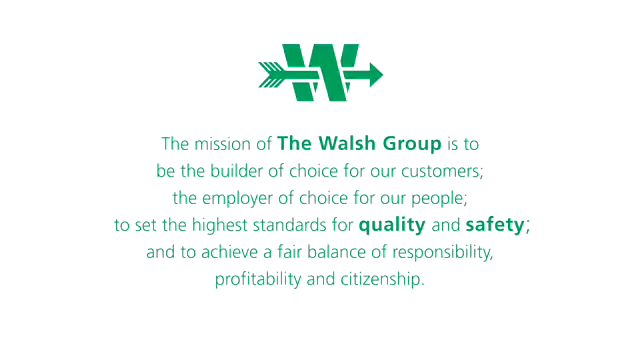 W
The mission of The Walsh Group is to
be the builder of choice for our customers;
the employer of choice for our people;
to set the highest standards for quality and safety;
and to achieve a fair balance of responsibility,
profitability and citizenship.